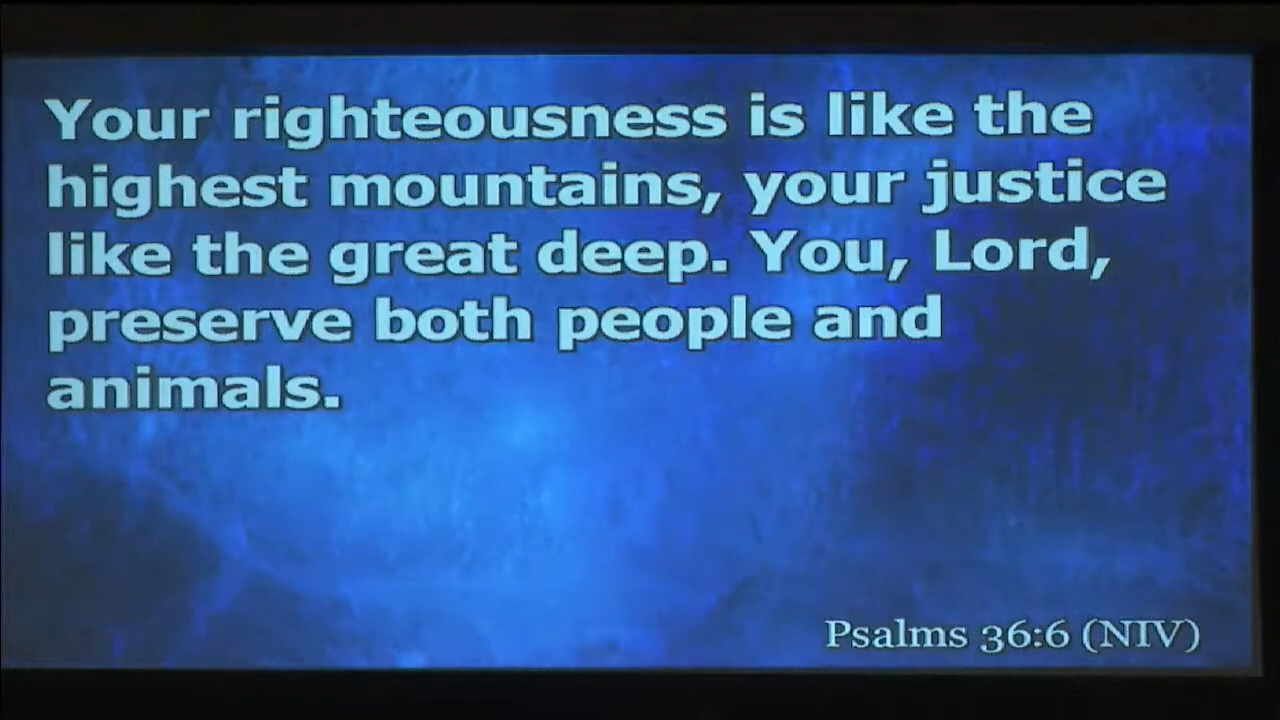 Your righteousness is like the
highest mountains, your justice
like the great deep. You, Lord,
preserve both people and
animals.
Psalms 36:6 (NIV)